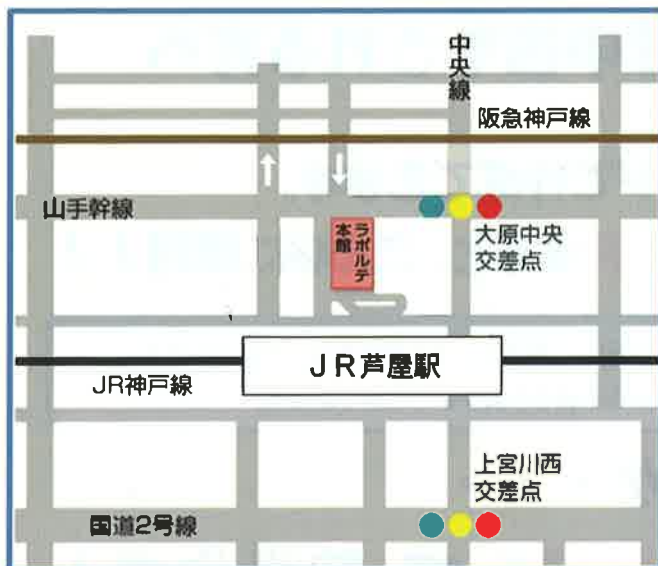 中央線
阪急神戸線
山手幹線
ラポルテ
本館
大原中央
交差点
JR芦屋駅
JR神戸線
上宮川西
交差点
国道2号線